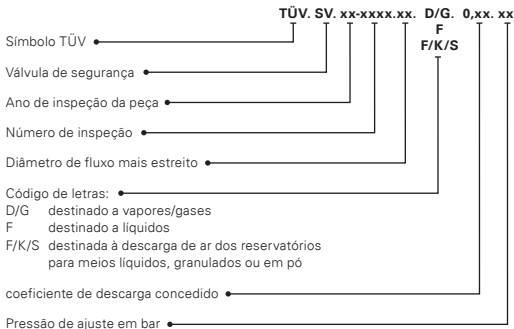 TÜV. SV. xx-xxxx.xx. D/G. 0,xx. xx
F
F/K/S
Símbolo TÜV
Válvula de segurança
Ano de inspeção da peça
Número de inspeção
Diâmetro de fluxo mais estreito
Código de letras:
D/G destinado a vapores/gases
F destinado a líquidos
F/K/S destinada à descarga de ar dos reservatórios
para meios líquidos, granulados ou em pó
coeficiente de descarga concedido
Pressão de ajuste em bar